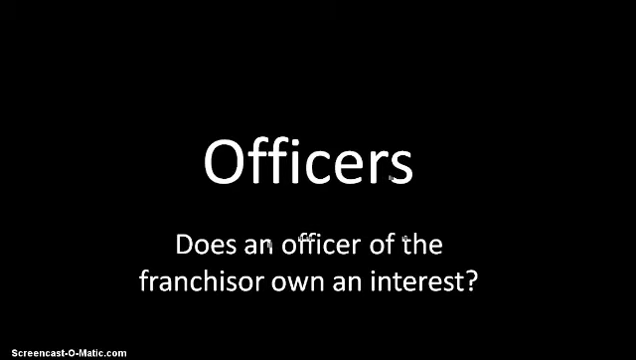 Officers
Does an officer of the
franchisor own an interest?
Screencast-O-Matic.com